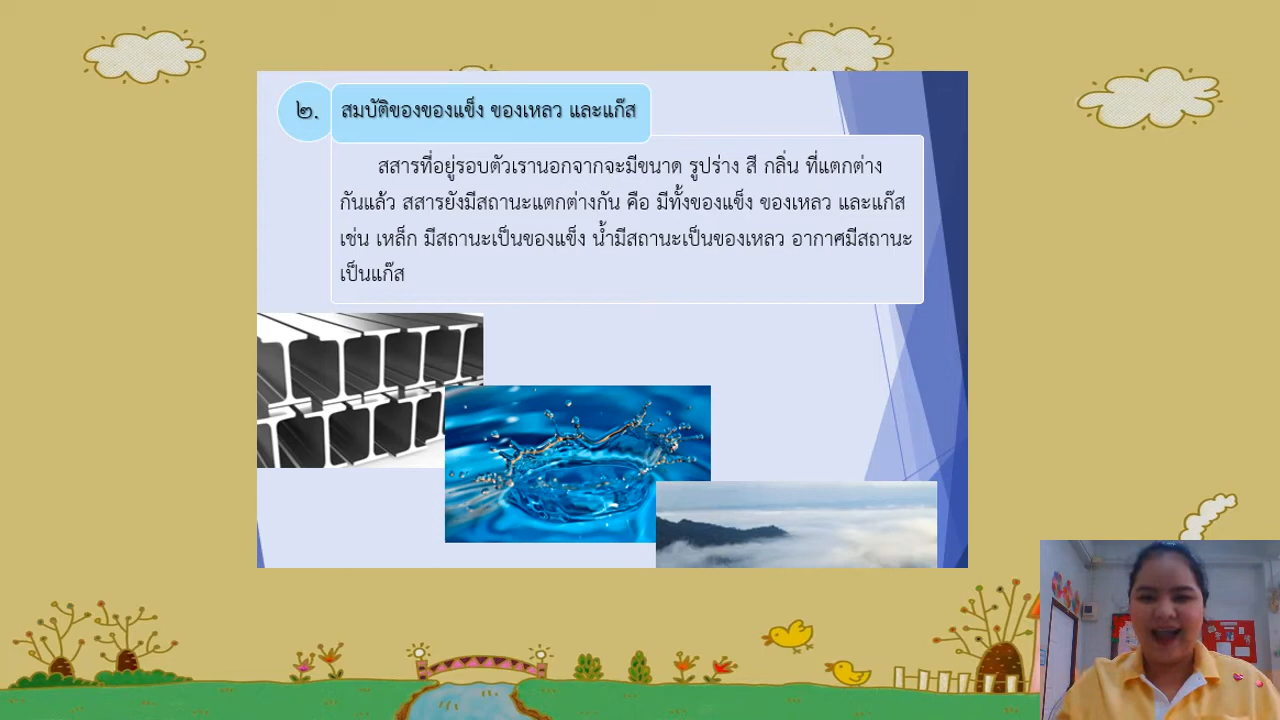 ๒.
สมบัติของของแข็ง ของเหลว และแก๊ส
สสารที่อยู่รอบตัวเรานอกจากจะมีขนาด รูปร่าง สี กลิ่น ที่แตกต่าง
กันแล้ว สสารยังมีสถานะแตกต่างกัน คือ มีทั้งของแข็ง ของเหลว และแก๊ส
เช่น เหล็ก มีสถานะเป็นของแข็ง น้ำมีสถานะเป็นของเหลว อากาศมีสถานะ
เป็นแก๊ส